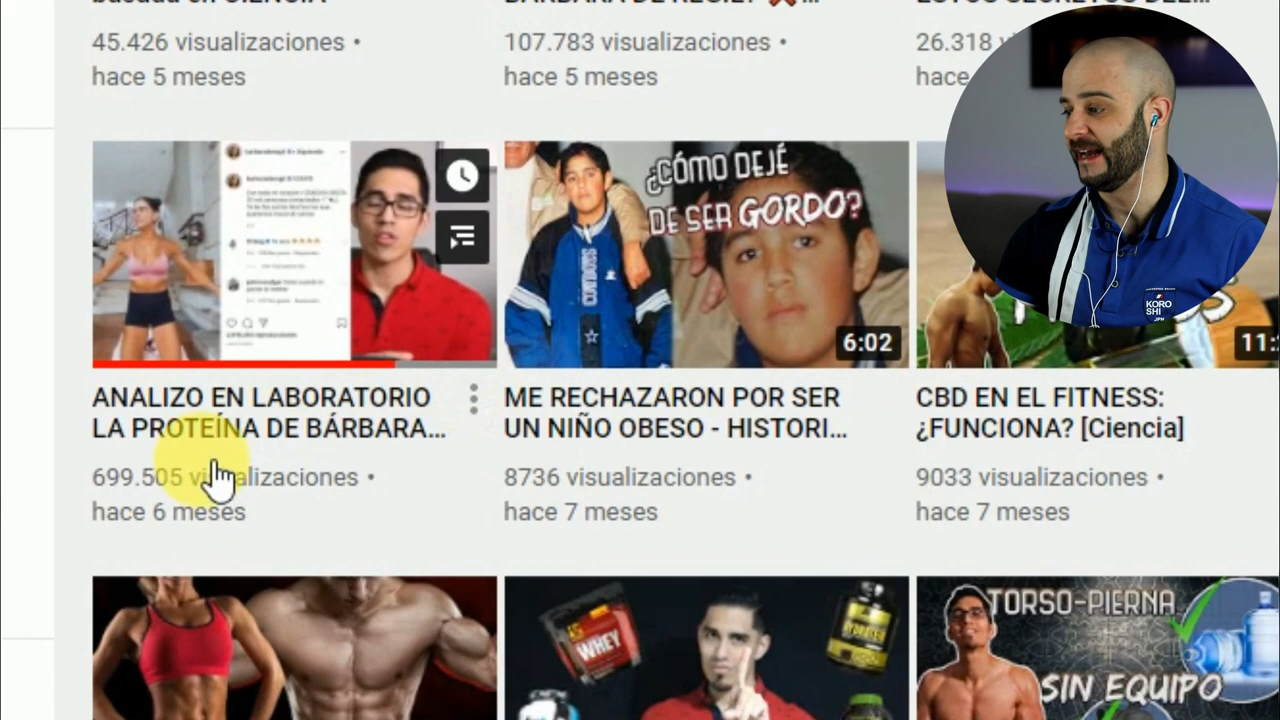 45.426 visualizaciones •
hace 5 meses
107.783 visualizaciones •
hace 5 meses
26.318
hace
¿CÓMO DEJÉ
DE SER GORDO?
6:02
KORO
SHI
ANALIZO EN LABORATORIO
LA PROTEÍNA DE BÁRBARA...
699.505 visualizaciones •
hace 6 meses
ME RECHAZARON POR SER
UN NIÑO OBESO - HISTORI...
8736 visualizaciones •
hace 7 meses
CBD EN EL FITNESS:
¿FUNCIONA? [Ciencia]
9033 visualizaciones •
hace 7 meses
WHEY
TORSO-PIERNA
SIN EQUIPO